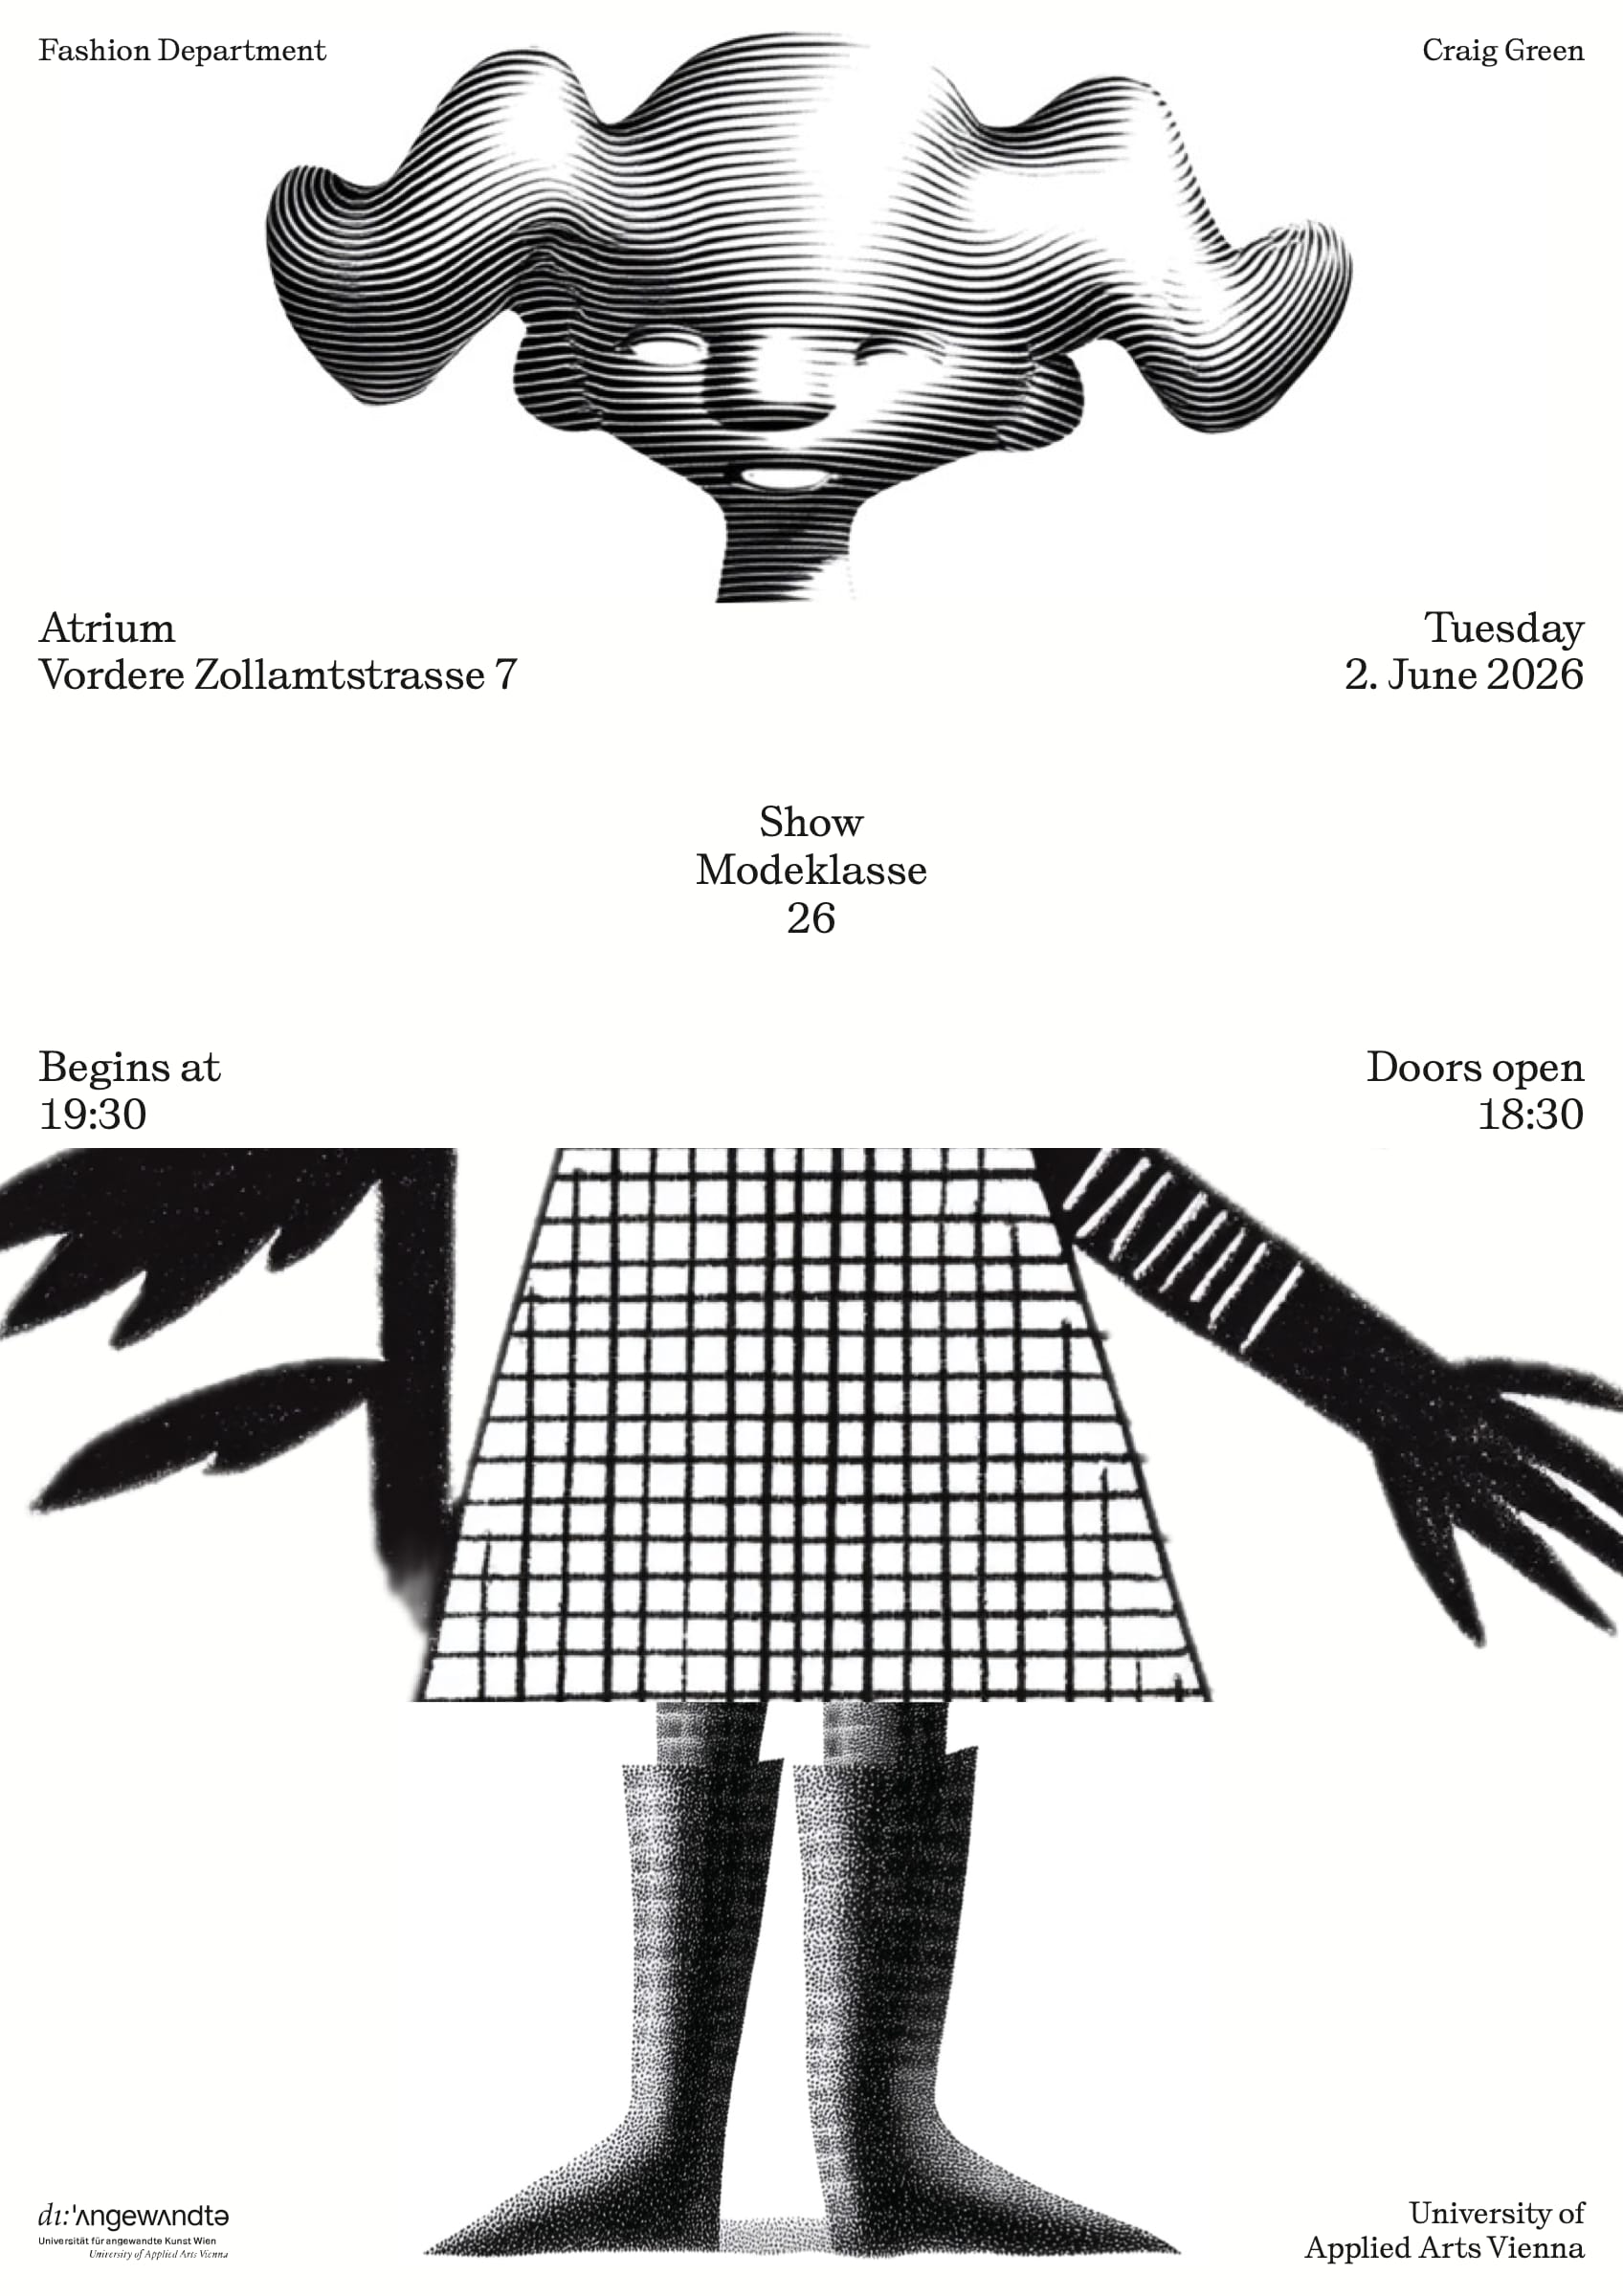 Fashion Department
Craig Green
Atrium
Vordere Zollamtstrasse 7
Tuesday
2. June 2026
Show
Modeklasse
26
Begins at
19:30
Doors open
18:30
dı:ˈʌngewʌndtə
Universität für angewandte Kunst Wien
University of Applied Arts Vienna
University of
Applied Arts Vienna